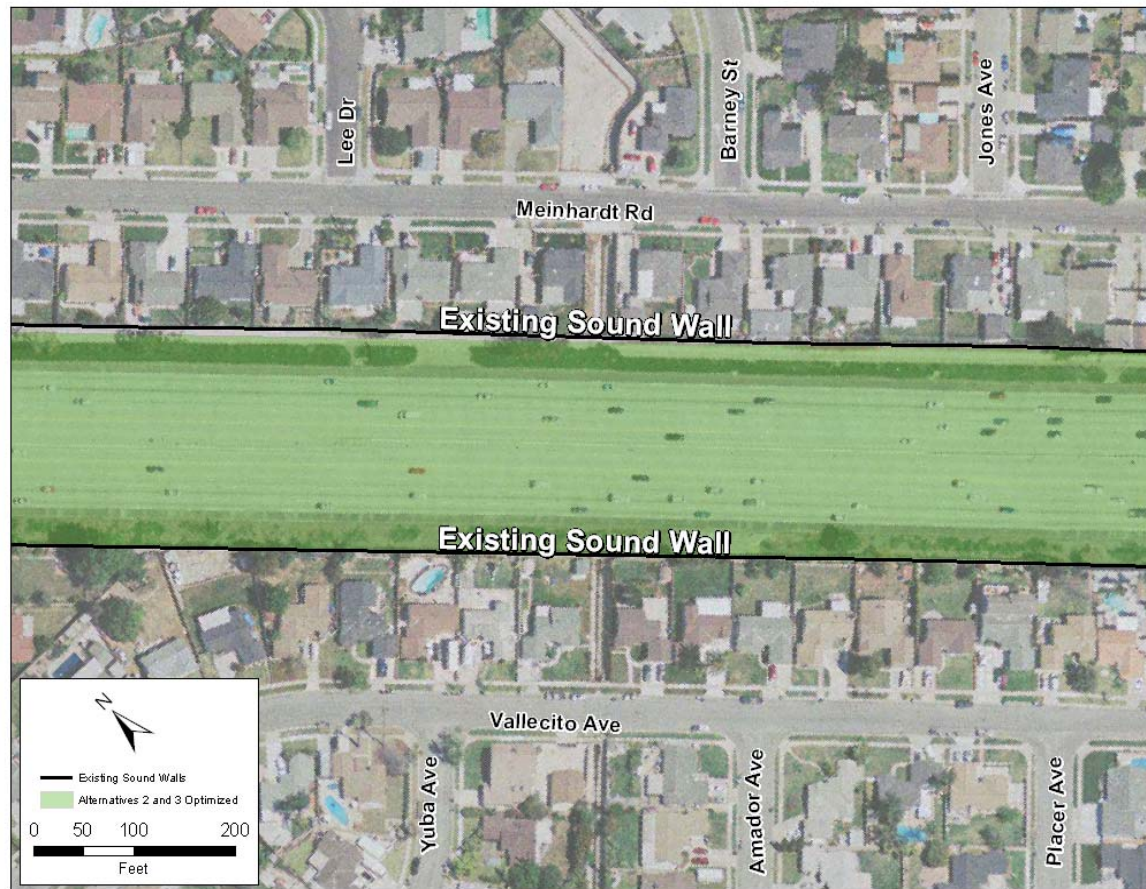 Lee Dr
Barney St
Jones Ave
Meinhardt Rd
Existing Sound Wall
Existing Sound Wall
Vallecito Ave
Yuba Ave
Amador Ave
Placer Ave
N
Existing Sound Walls
Alternatives 2 and 3 Optimized
0 50 100 200
Feet